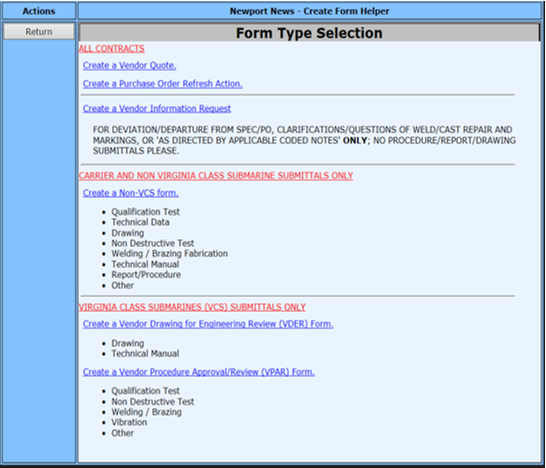 Actions
Newport News - Create Form Helper
Return
Form Type Selection
ALL CONTRACTS
Create a Vendor Quote.
Create a Purchase Order Refresh Action.
Create a Vendor Information Request
FOR DEVIATION/DEPARTURE FROM SPEC/PO, CLARIFICATIONS/QUESTIONS OF WELD/CAST REPAIR AND
MARKINGS, OR 'AS DIRECTED BY APPLICABLE CODED NOTES' ONLY; NO PROCEDURE/REPORT/DRAWING
SUBMITTALS PLEASE.
CARRIER AND NON VIRGINIA CLASS SUBMARINE SUBMITTALS ONLY
Create a Non-VCS form.
• Qualification Test
• Technical Data
• Drawing
• Non Destructive Test
• Welding / Brazing Fabrication
• Technical Manual
• Report/Procedure
• Other
VIRGINIA CLASS SUBMARINES (VCS) SUBMITTALS ONLY
Create a Vendor Drawing for Engineering Review (VDER) Form.
• Drawing
• Technical Manual
Create a Vendor Procedure Approval/Review (VPAR) Form.
• Qualification Test
• Non Destructive Test
• Welding / Brazing
• Vibration
• Other